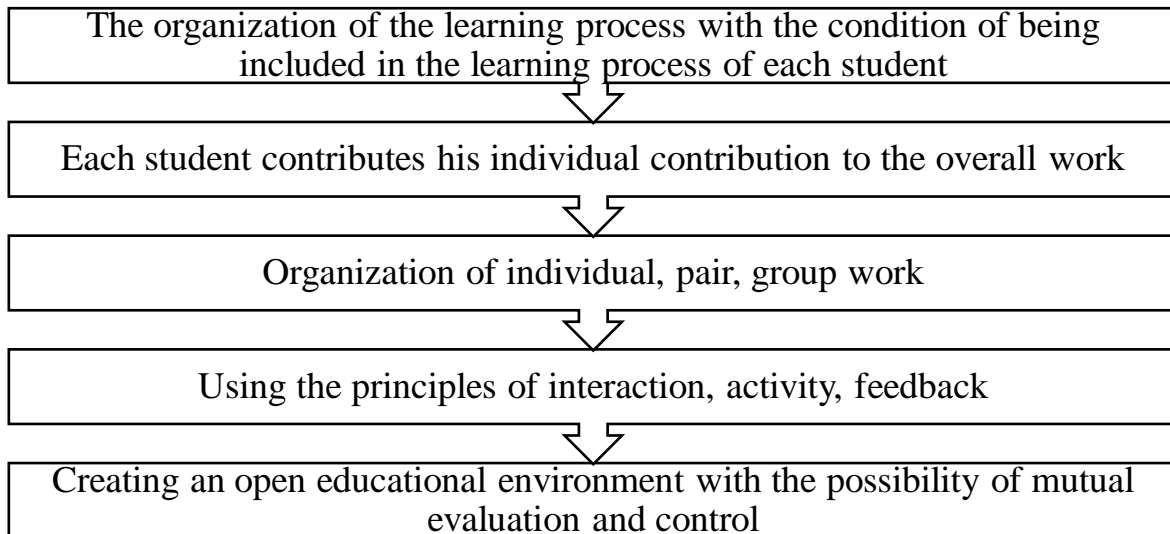 The organization of the learning process with the condition of being
included in the learning process of each student
Each student contributes his individual contribution to the overall work
Organization of individual, pair, group work
Using the principles of interaction, activity, feedback
Creating an open educational environment with the possibility of mutual
evaluation and control